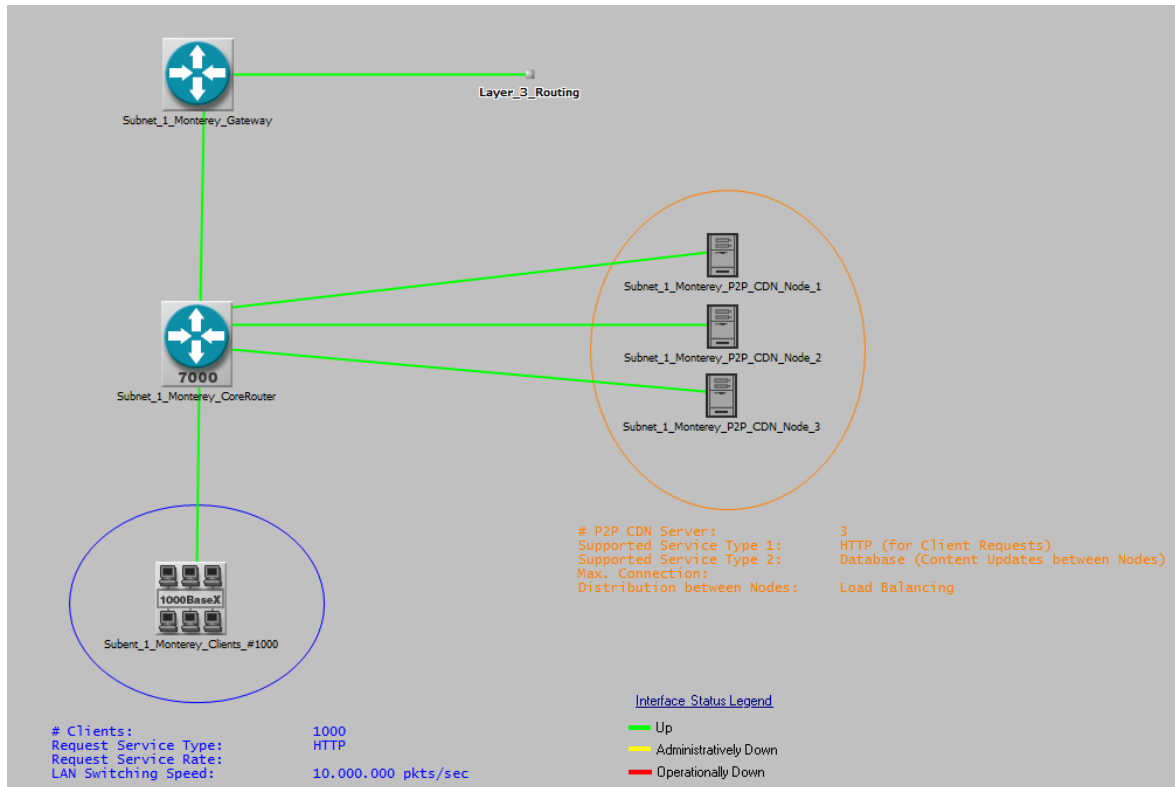 Layer_3_Routing
Subnet_1_Monterey_Gateway
Subnet_1_Monterey_P2P_CDN_Node_1
Subnet_1_Monterey_P2P_CDN_Node_2
7000
Subnet_1_Monterey_CoreRouter
Subnet_1_Monterey_P2P_CDN_Node_3
# P2P CDN Server: 3
Supported Service Type 1: HTTP (for Client Requests)
Supported Service Type 2: Database (Content Updates between Nodes)
Max. Connection:
Distribution between Nodes: Load Balancing
1000BaseX
Subent_1_Monterey_Clients_#1000
# Clients: 1000
Request Service Type: HTTP
Request Service Rate:
LAN Switching Speed: 10.000.000 pkts/sec
Interface Status Legend
Up
Administratively Down
Operationally Down